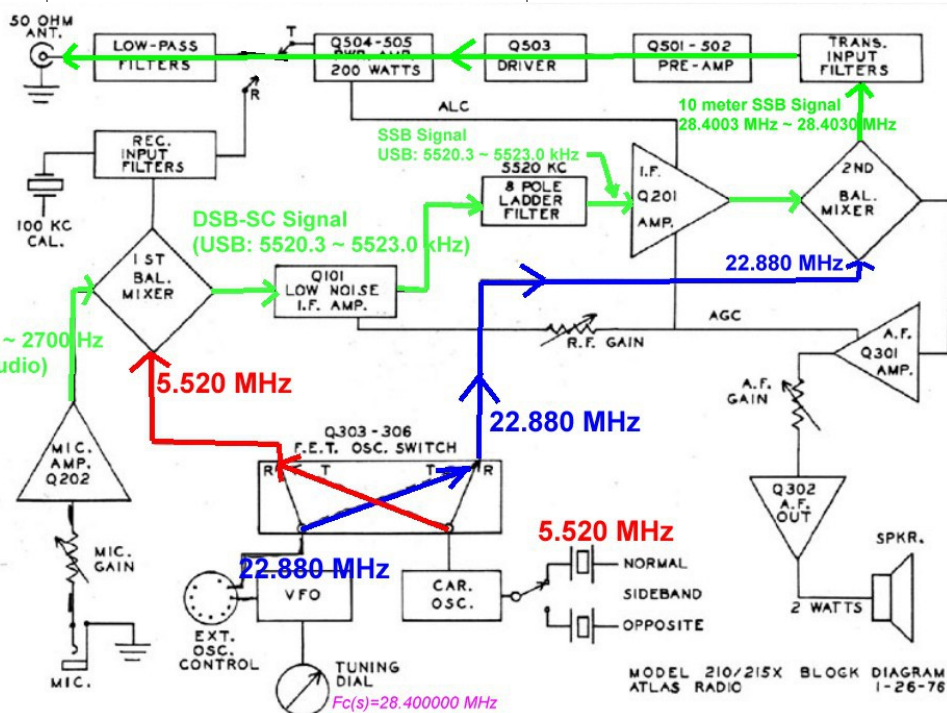 50 OHM
ANT.
LOW-PASS
FILTERS
T
R
Q504-505
PWR. AMP.
200 WATTS
Q503
DRIVER
Q501-502
PRE-AMP
TRANS.
INPUT
FILTERS
ALC
10 meter SSB Signal
28.4003 MHz ~ 28.4030 MHz
SSB Signal
USB: 5520.3 ~ 5523.0 kHz
REC.
INPUT
FILTERS
100 KC
CAL.
5520 KC
8 POLE
LADDER
FILTER
I.F.
Q201
AMP.
2ND
BAL.
MIXER
DSB-SC Signal
(USB: 5520.3 ~ 5523.0 kHz)
1ST
BAL.
MIXER
Q101
LOW NOISE
I.F. AMP.
22.880 MHz
R.F. GAIN
AGC
A.F.
Q301
AMP.
~ 2700 Hz
5.520 MHz
A.F.
GAIN
22.880 MHz
Q303-306
F.E.T. OSC. SWITCH
R T T R
MIC.
AMP.
Q202
Q302
A.F.
OUT
MIC.
GAIN
5.520 MHz
22.880 MHz
VFO
CAR.
OSC.
NORMAL
SIDEBAND
OPPOSITE
SPKR.
2 WATTS
EXT.
OSC.
CONTROL
MIC.
TUNING
DIAL
Fc(s)=28.400000 MHz
MODEL 210/215X BLOCK DIAGRAM
ATLAS RADIO 1-26-76